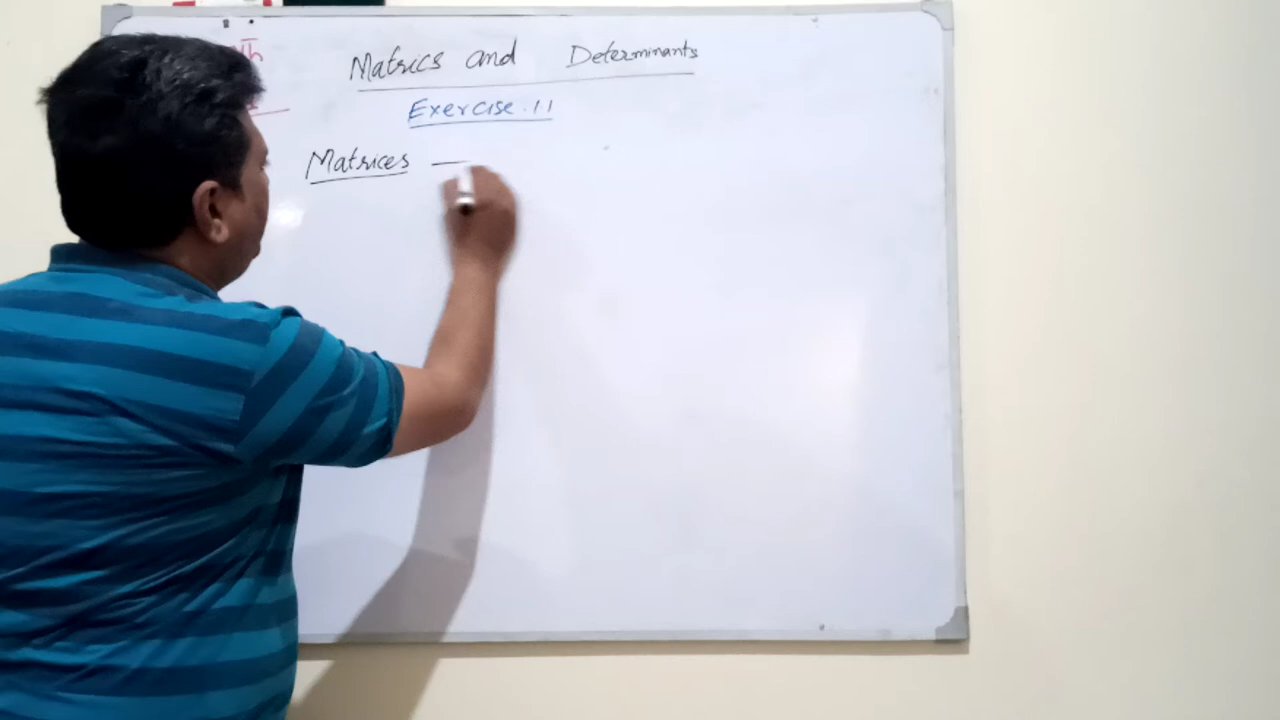 Matrics and Determinants
Exercise.1.1
Matrices —